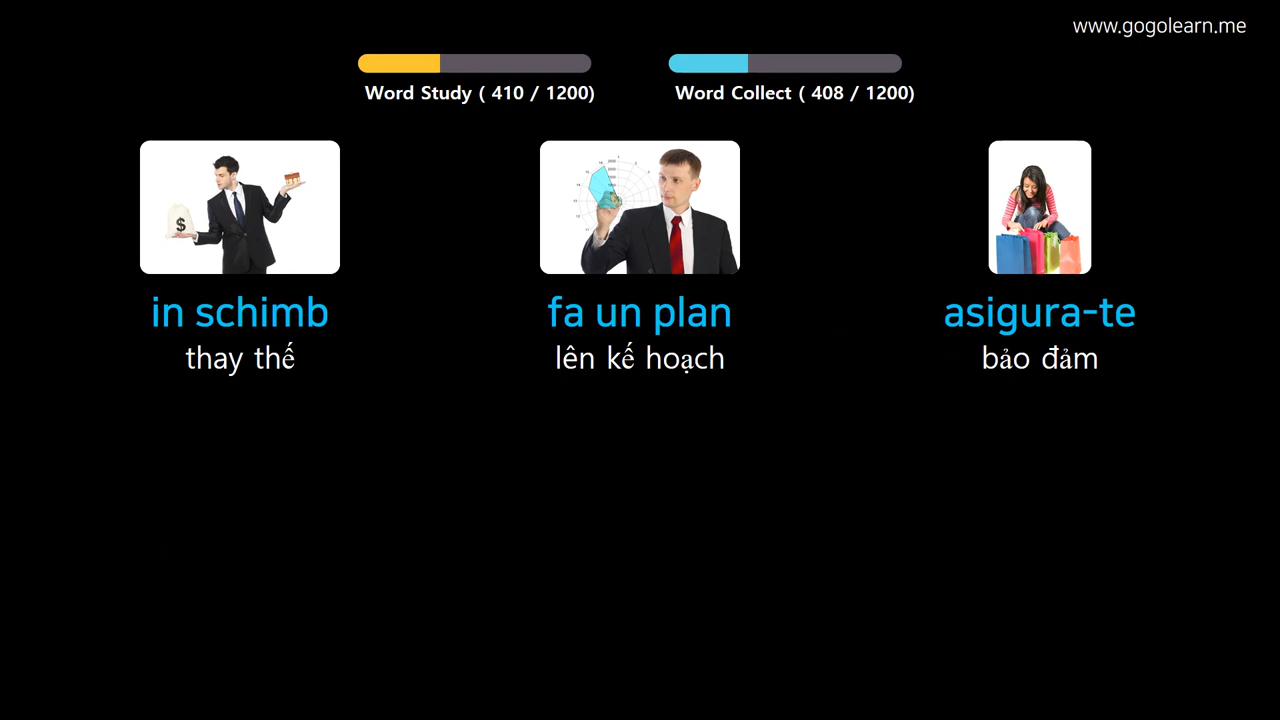 www.gogolearn.me
Word Study ( 410 / 1200)
Word Collect ( 408 / 1200)
$
in schimb
fa un plan
asigura-te
thay thế
lên kế hoạch
bảo đảm